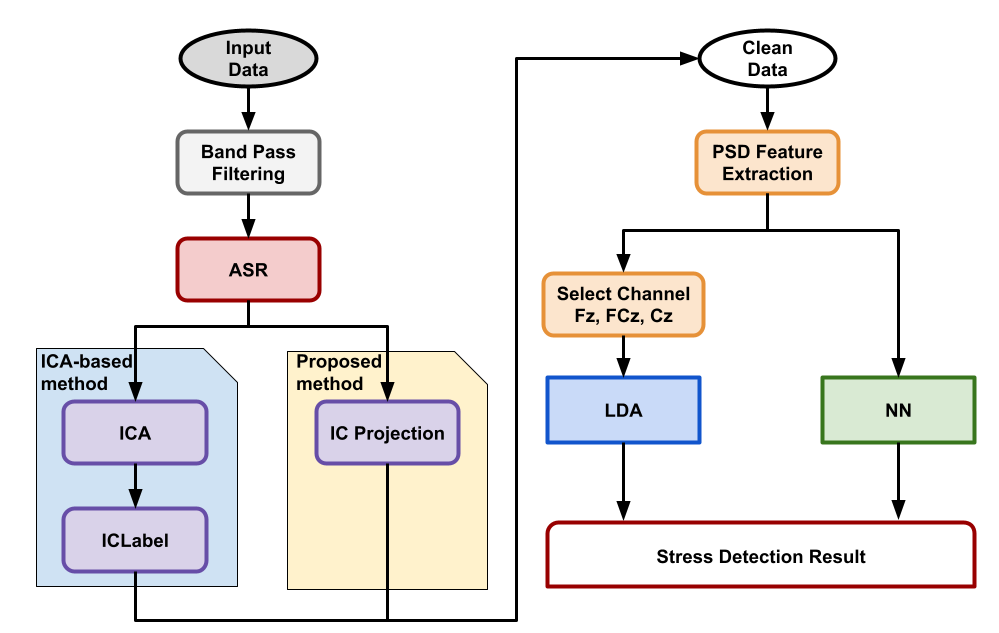 Input
Data
Band Pass
Filtering
ASR
ICA-based
method
ICA
ICLabel
Proposed
method
IC Projection
Clean
Data
PSD Feature
Extraction
Select Channel
Fz, FCz, Cz
LDA
NN
Stress Detection Result